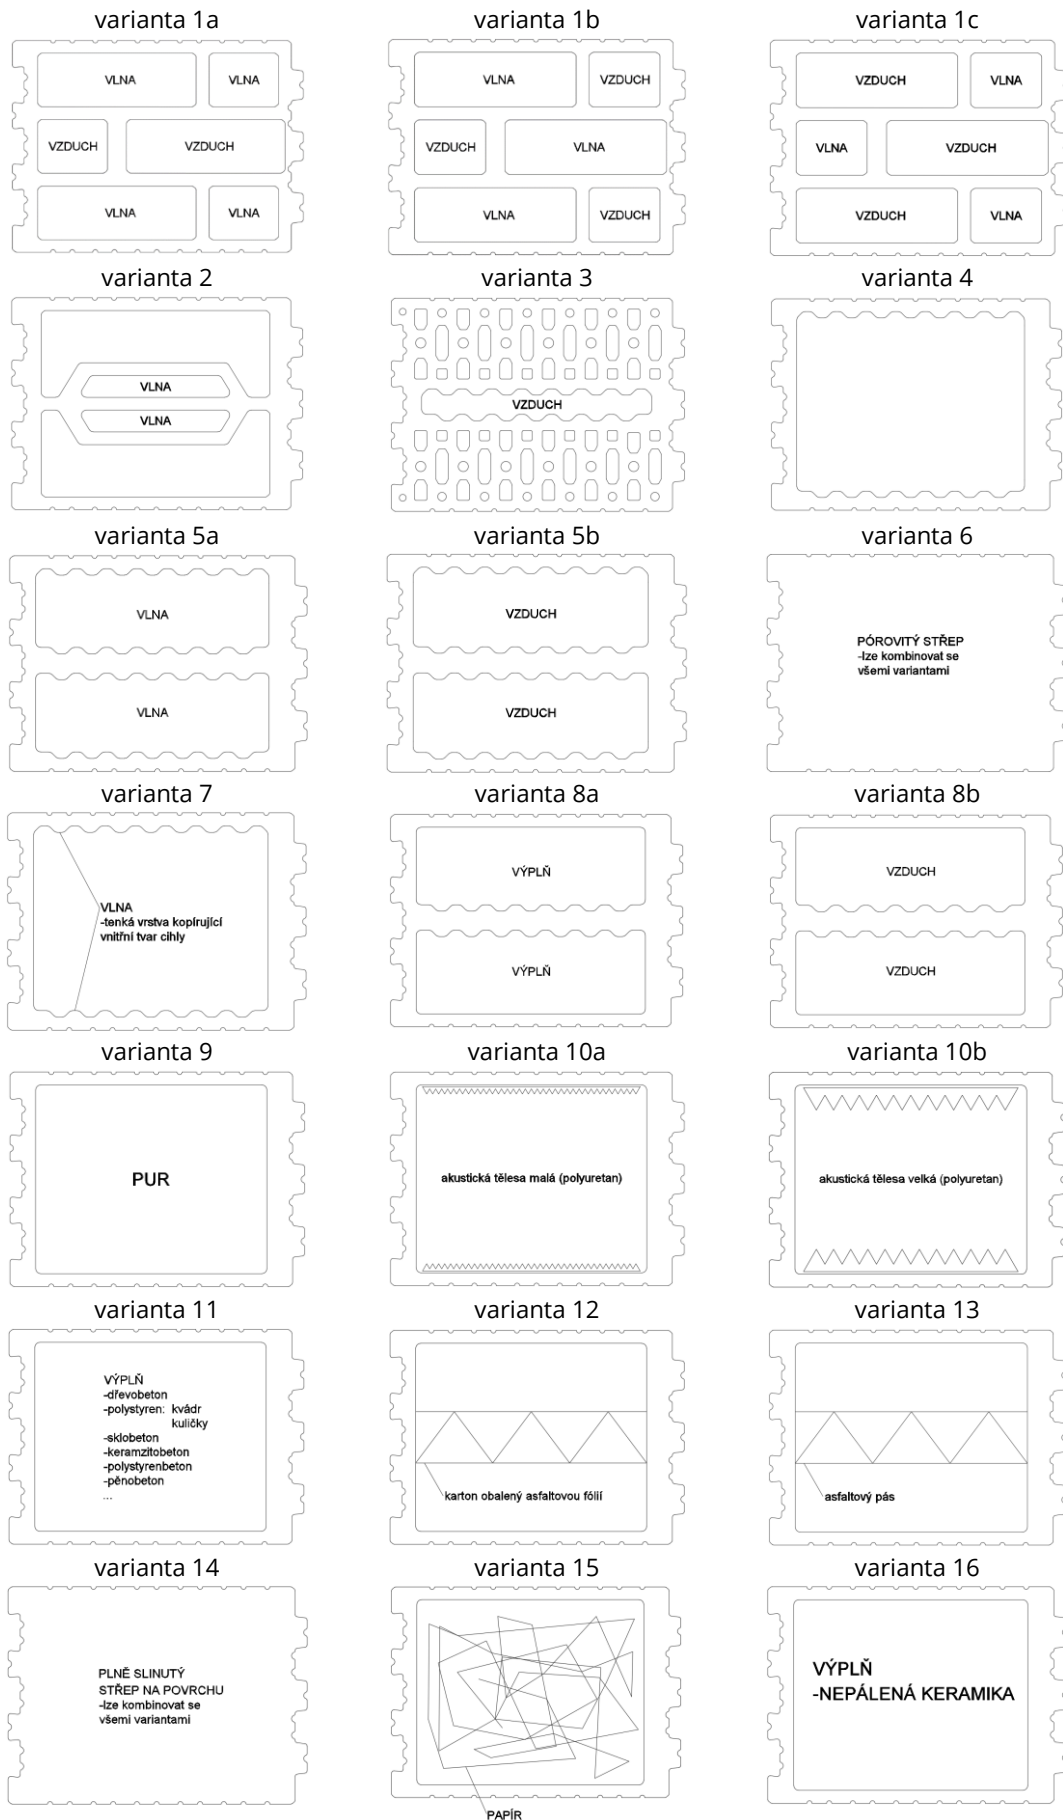 varianta 1a
varianta 1b
varianta 1c
VLNA
VLNA
VZDUCH
VZDUCH
VLNA
VLNA
VLNA
VZDUCH
VZDUCH
VLNA
VLNA
VZDUCH
VZDUCH
VLNA
VLNA
VZDUCH
VZDUCH
VLNA
varianta 2
varianta 3
varianta 4
VLNA
VLNA
VZDUCH
varianta 5a
varianta 5b
varianta 6
VLNA
VLNA
VZDUCH
VZDUCH
PÓROVITÝ STŘEP
-lze kombinovat se
všemi variantami
varianta 7
varianta 8a
varianta 8b
VLNA
-tenká vrstva kopírující
vnitřní tvar cihly
VÝPLŇ
VÝPLŇ
VZDUCH
VZDUCH
varianta 9
varianta 10a
varianta 10b
PUR
akustická tělesa malá (polyuretan)
akustická tělesa velká (polyuretan)
varianta 11
varianta 12
varianta 13
VÝPLŇ
-dřevobeton
-polystyren: kvádr
kuličky
-sklobeton
-keramzitobeton
-polystyrenbeton
-pěnobeton
...
karton obalený asfaltovou fólií
asfaltový pás
varianta 14
varianta 15
varianta 16
PLNĚ SLINUTÝ
STŘEP NA POVRCHU
-lze kombinovat se
všemi variantami
PAPÍR
VÝPLŇ
-NEPÁLENÁ KERAMIKA